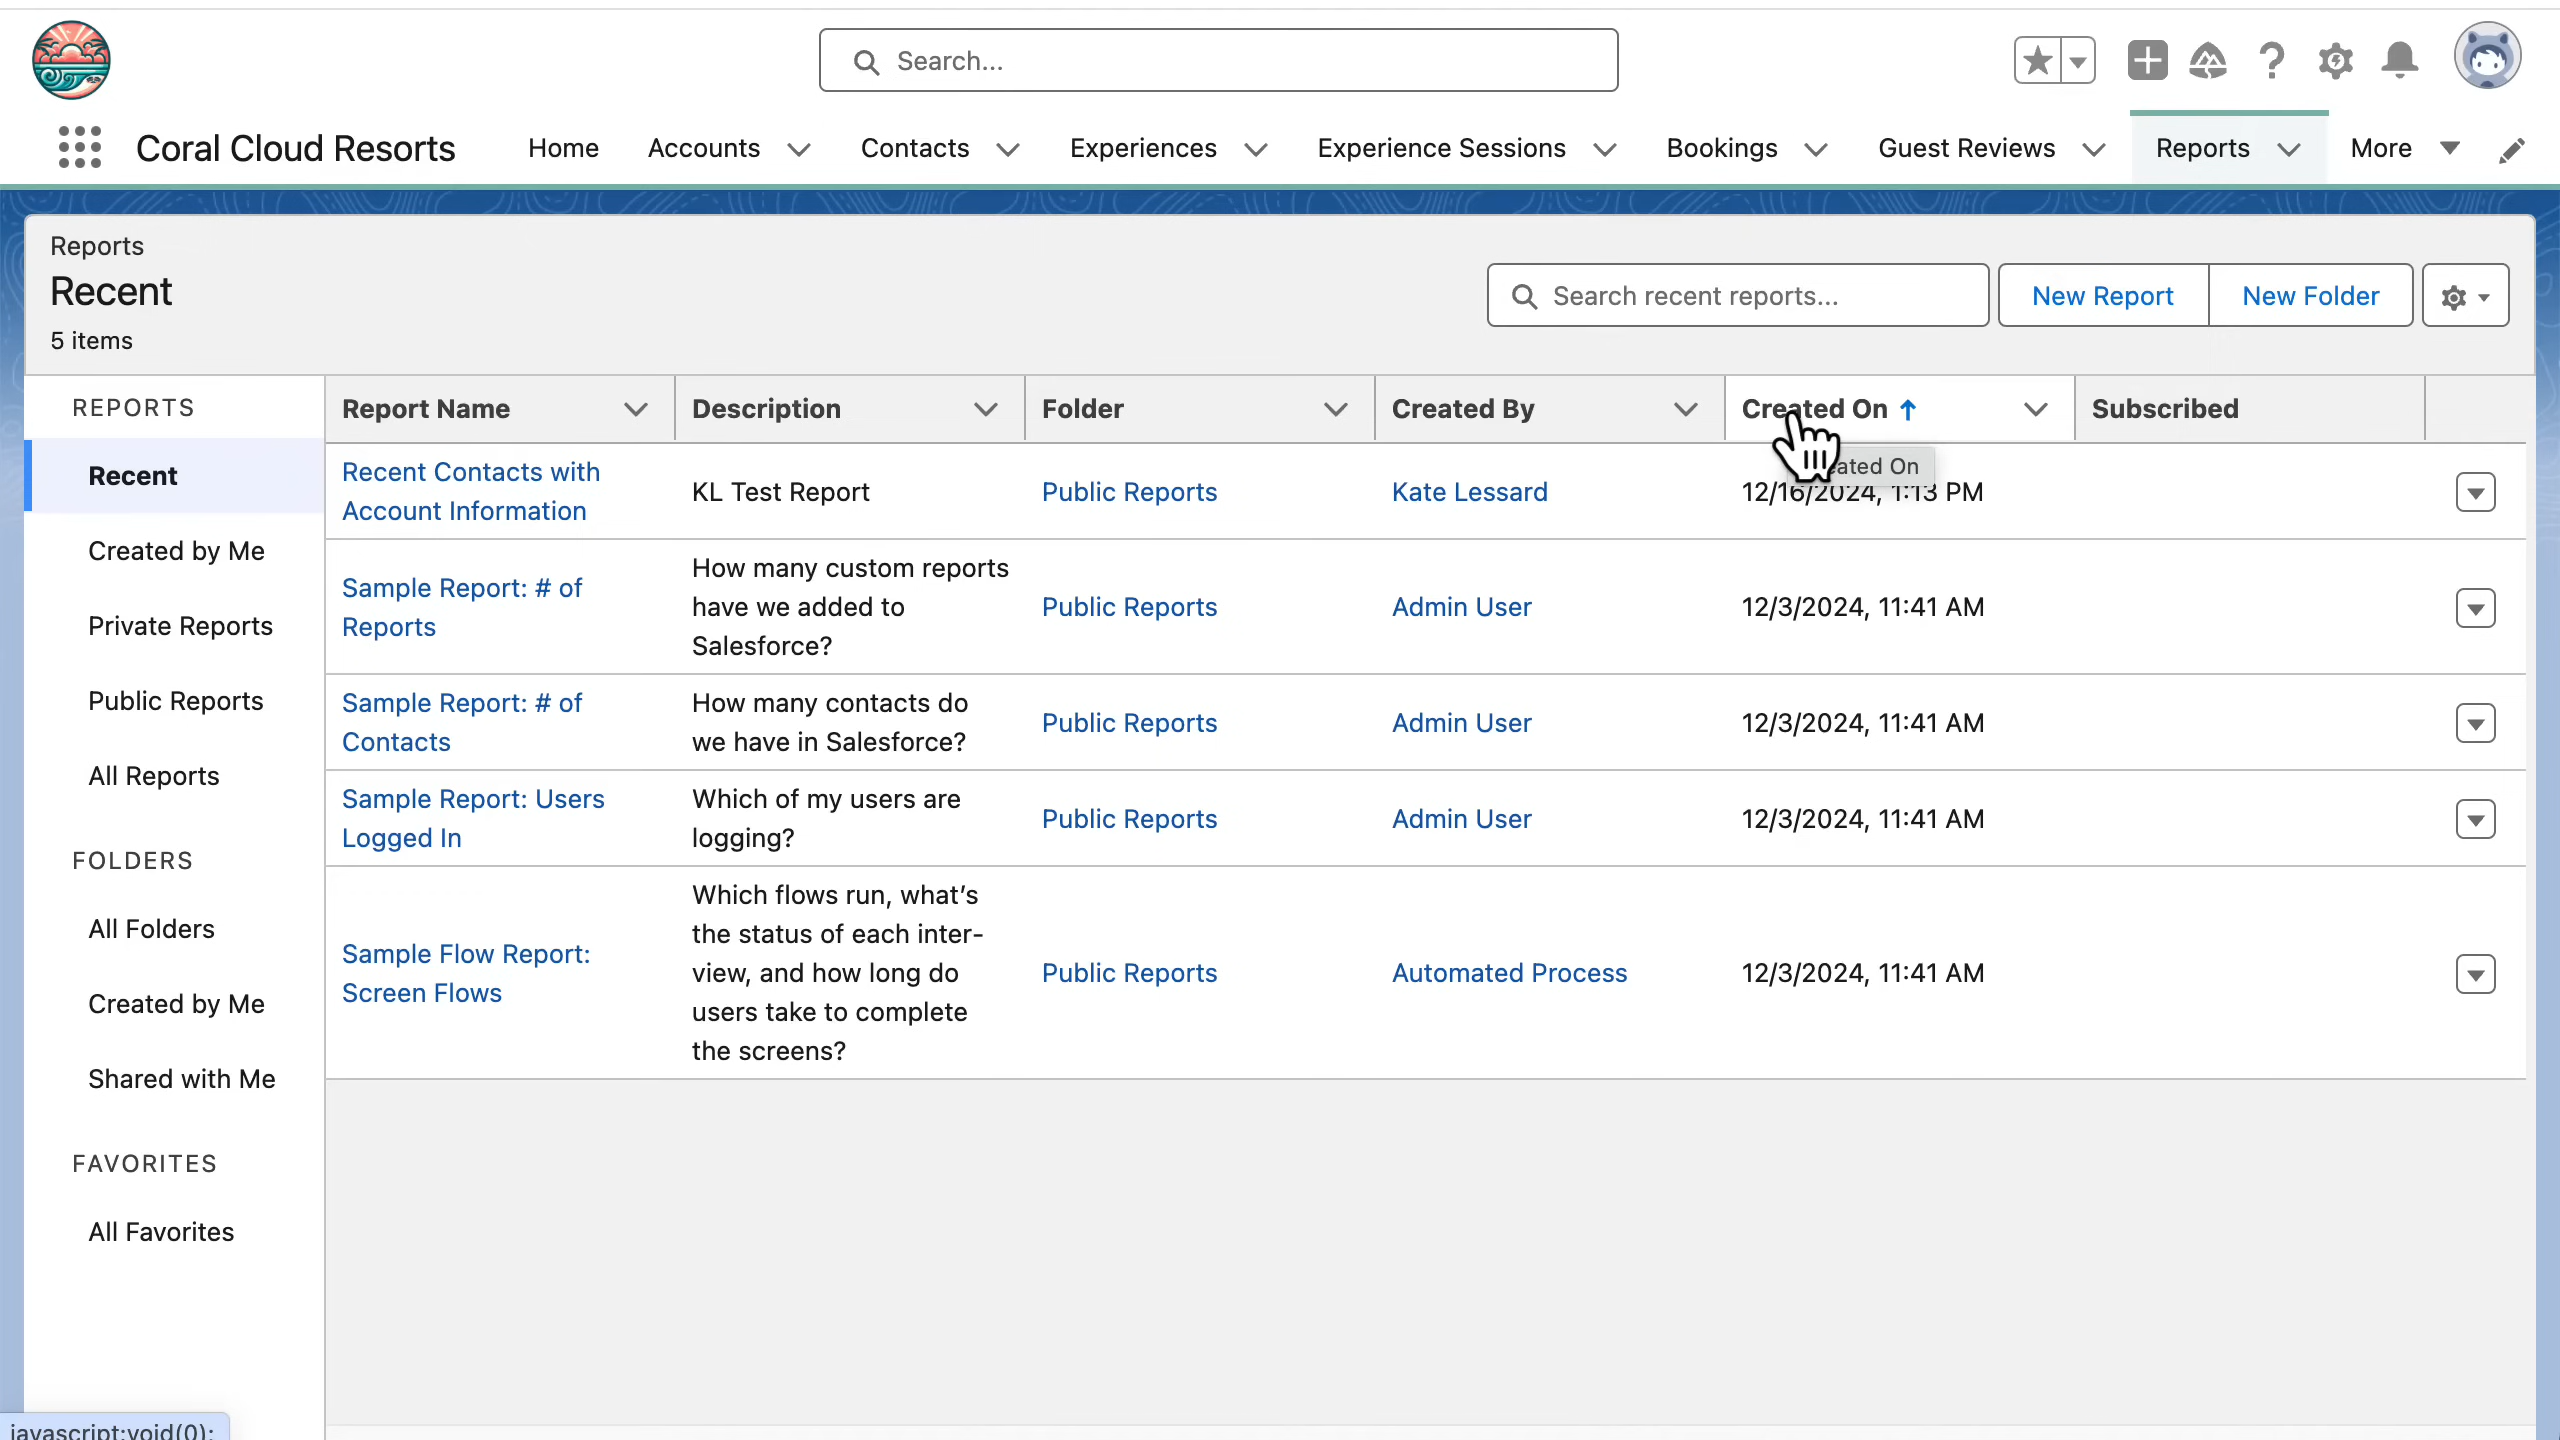 Search...
Coral Cloud Resorts
Home
Accounts
Contacts
Experiences
Experience Sessions
Bookings
Guest Reviews
Reports
More
Reports
Recent
5 items
Search recent reports...
New Report
New Folder
REPORTS
Recent
Created by Me
Private Reports
Public Reports
All Reports
FOLDERS
All Folders
Created by Me
Shared with Me
FAVORITES
All Favorites
Report Name
Description
Folder
Created By
Created On
Subscribed
Recent Contacts with
Account Information
KL Test Report
Public Reports
Kate Lessard
ated On
12/16/2024, 1:13 PM
Sample Report: # of
Reports
How many custom reports
have we added to
Salesforce?
Public Reports
Admin User
12/3/2024, 11:41 AM
Sample Report: # of
Contacts
How many contacts do
we have in Salesforce?
Public Reports
Admin User
12/3/2024, 11:41 AM
Sample Report: Users
Logged In
Which of my users are
logging?
Public Reports
Admin User
12/3/2024, 11:41 AM
Sample Flow Report:
Screen Flows
Which flows run, what's
the status of each inter-
view, and how long do
users take to complete
the screens?
Public Reports
Automated Process
12/3/2024, 11:41 AM
javascript:void(0);